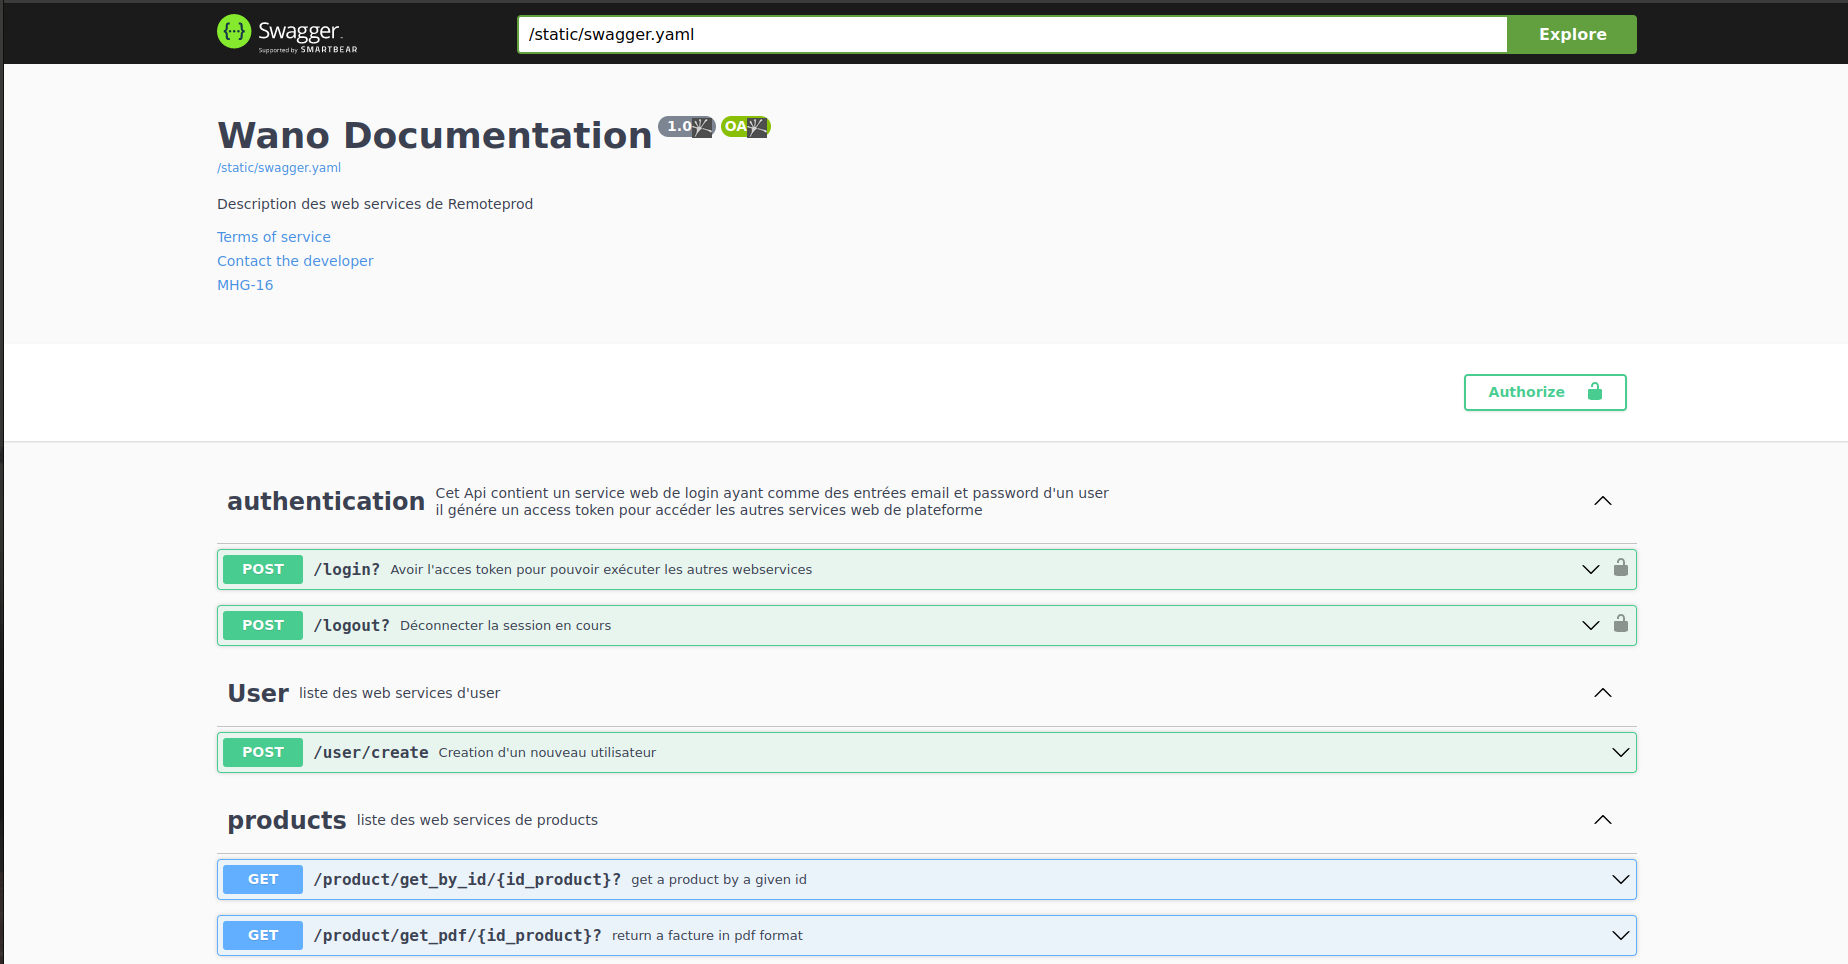 Swagger
Supported by SMARTBEAR
/static/swagger.yaml
Explore
Wano Documentation
1.0
OA
/static/swagger.yaml
Description des web services de Remoteprod
Terms of service
Contact the developer
MHG-16
Authorize
authentication
Cet Api contient un service web de login ayant comme des entrées email et password d'un user
il génére un access token pour accéder les autres services web de plateforme
POST /login? Avoir l'acces token pour pouvoir exécuter les autres webservices
POST /logout? Déconnecter la session en cours
User liste des web services d'user
POST /user/create Creation d'un nouveau utilisateur
products liste des web services de products
GET /product/get_by_id/{id_product}? get a product by a given id
GET /product/get_pdf/{id_product}? return a facture in pdf format